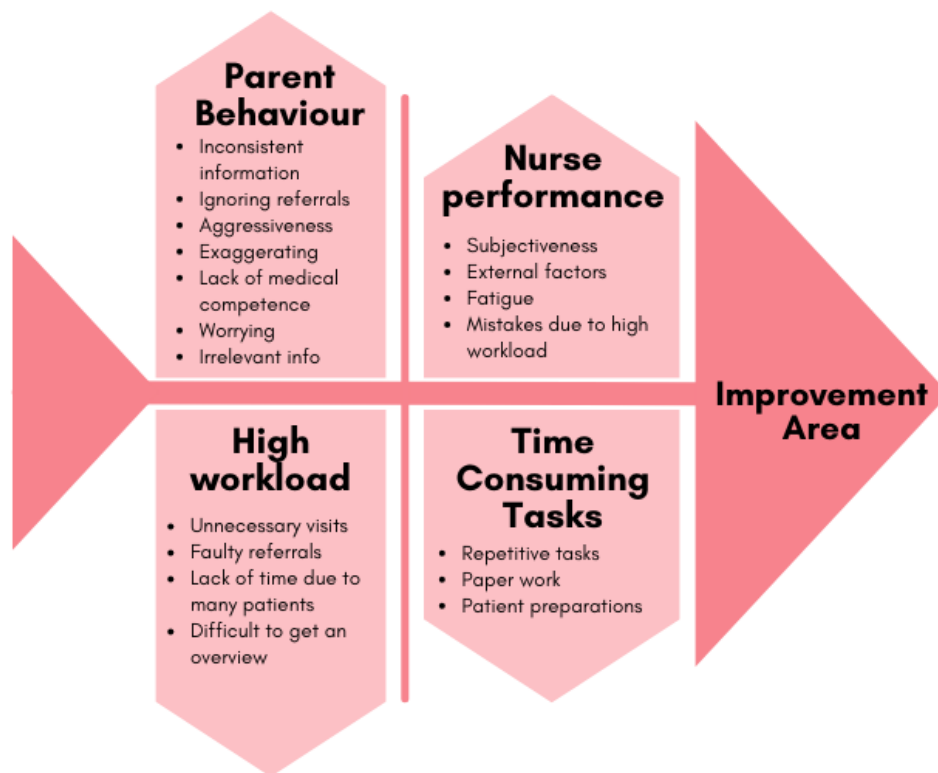 Parent
Behaviour
• Inconsistent
information
• Ignoring referrals
• Aggressiveness
• Exaggerating
• Lack of medical
competence
• Worrying
• Irrelevant info
Nurse
performance
• Subjectiveness
• External factors
• Fatigue
• Mistakes due to high
workload
High
workload
• Unnecessary visits
• Faulty referrals
• Lack of time due to
many patients
• Difficult to get an
overview
Time
Consuming
Tasks
• Repetitive tasks
• Paper work
• Patient preparations
Improvement
Area